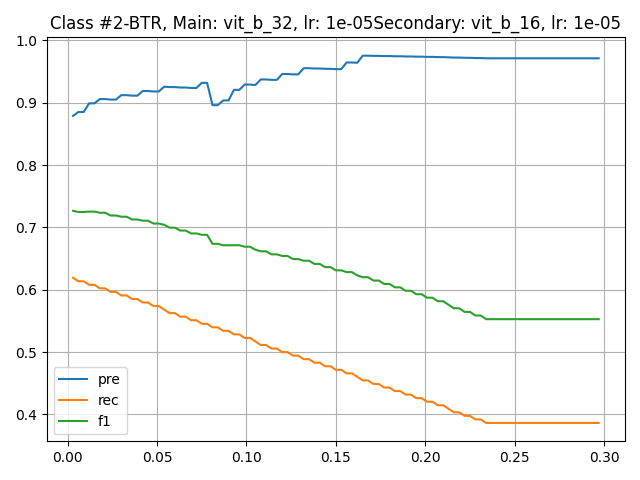 Class #2-BTR, Main: vit_b_32, lr: 1e-05Secondary: vit_b_16, lr: 1e-05
1.0
0.9
0.8
0.7
0.6
0.5
0.4
pre
rec
f1
0.00 0.05 0.10 0.15 0.20 0.25 0.30